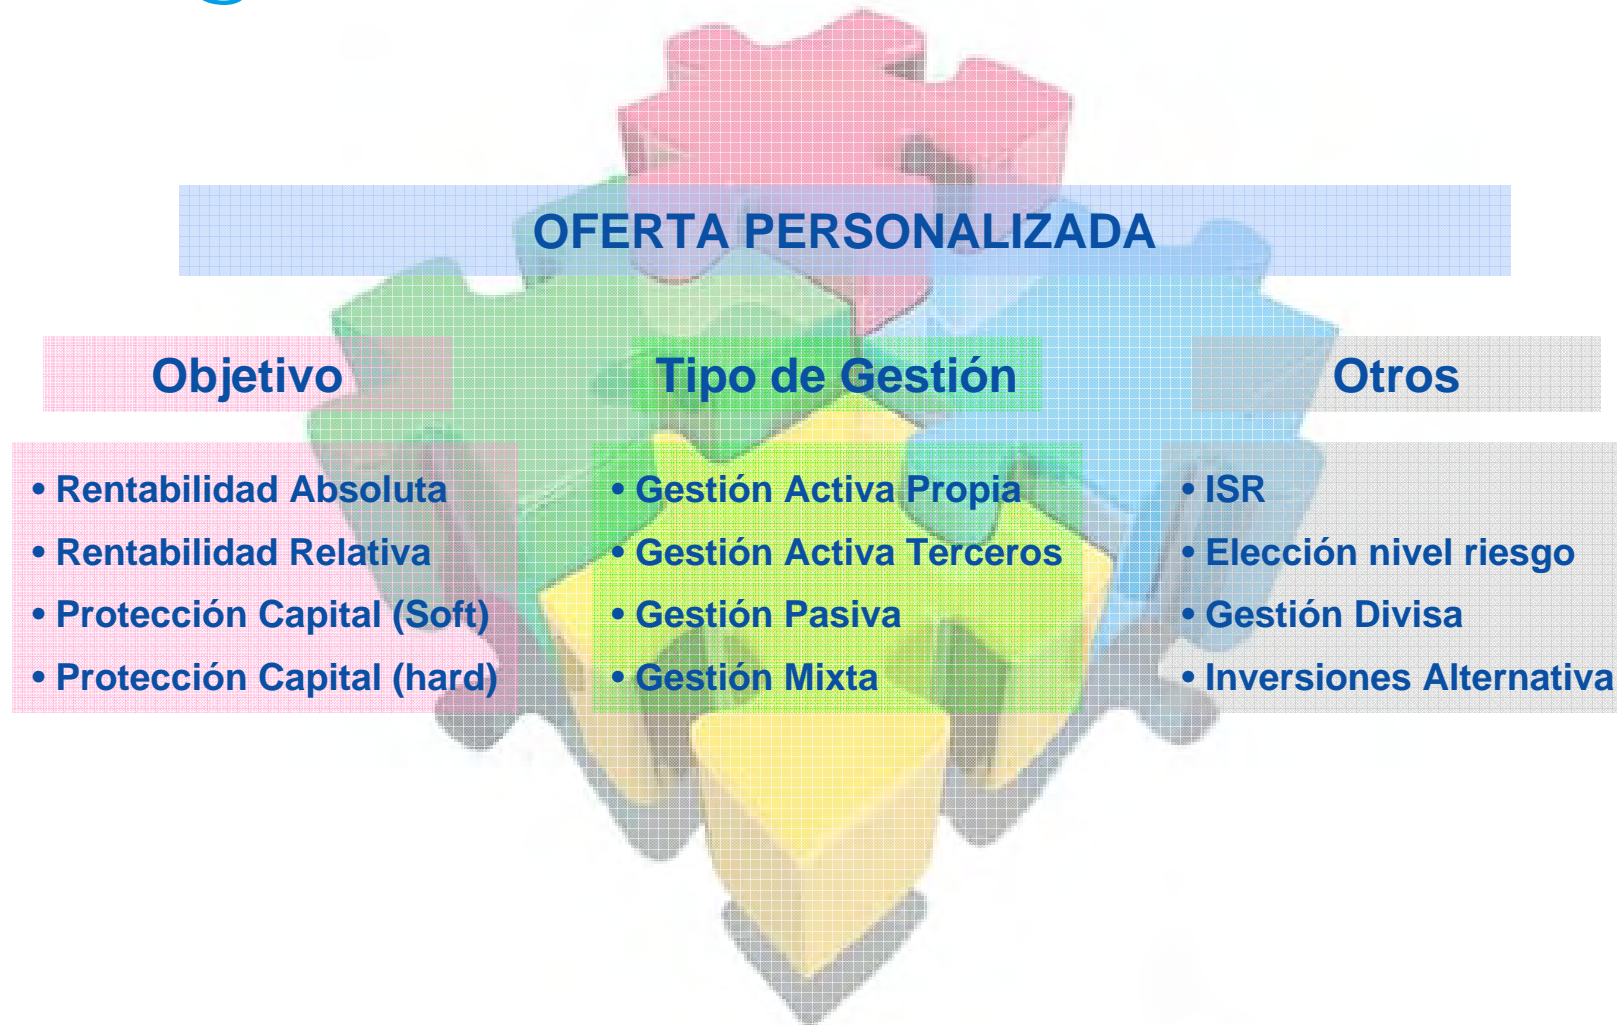 OFERTA PERSONALIZADA
Objetivo
• Rentabilidad Absoluta
• Rentabilidad Relativa
• Protección Capital (Soft)
• Protección Capital (hard)
Tipo de Gestión
• Gestión Activa Propia
• Gestión Activa Terceros
• Gestión Pasiva
• Gestión Mixta
Otros
• ISR
• Elección nivel riesgo
• Gestión Divisa
• Inversiones Alternativa